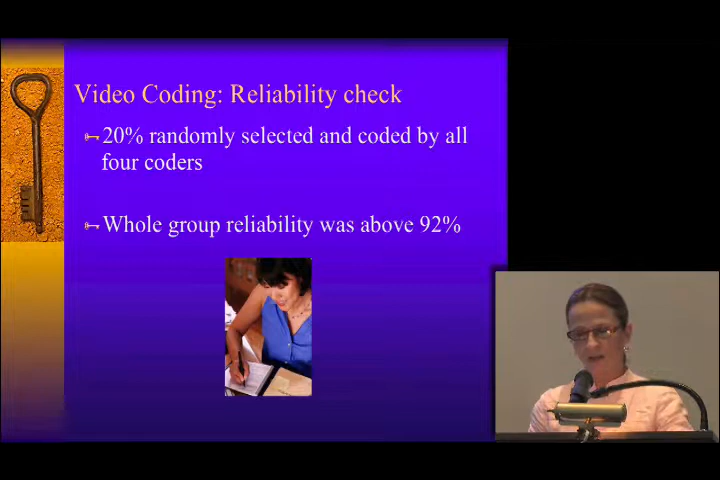 Video Coding: Reliability check
20% randomly selected and coded by all
four coders
Whole group reliability was above 92%